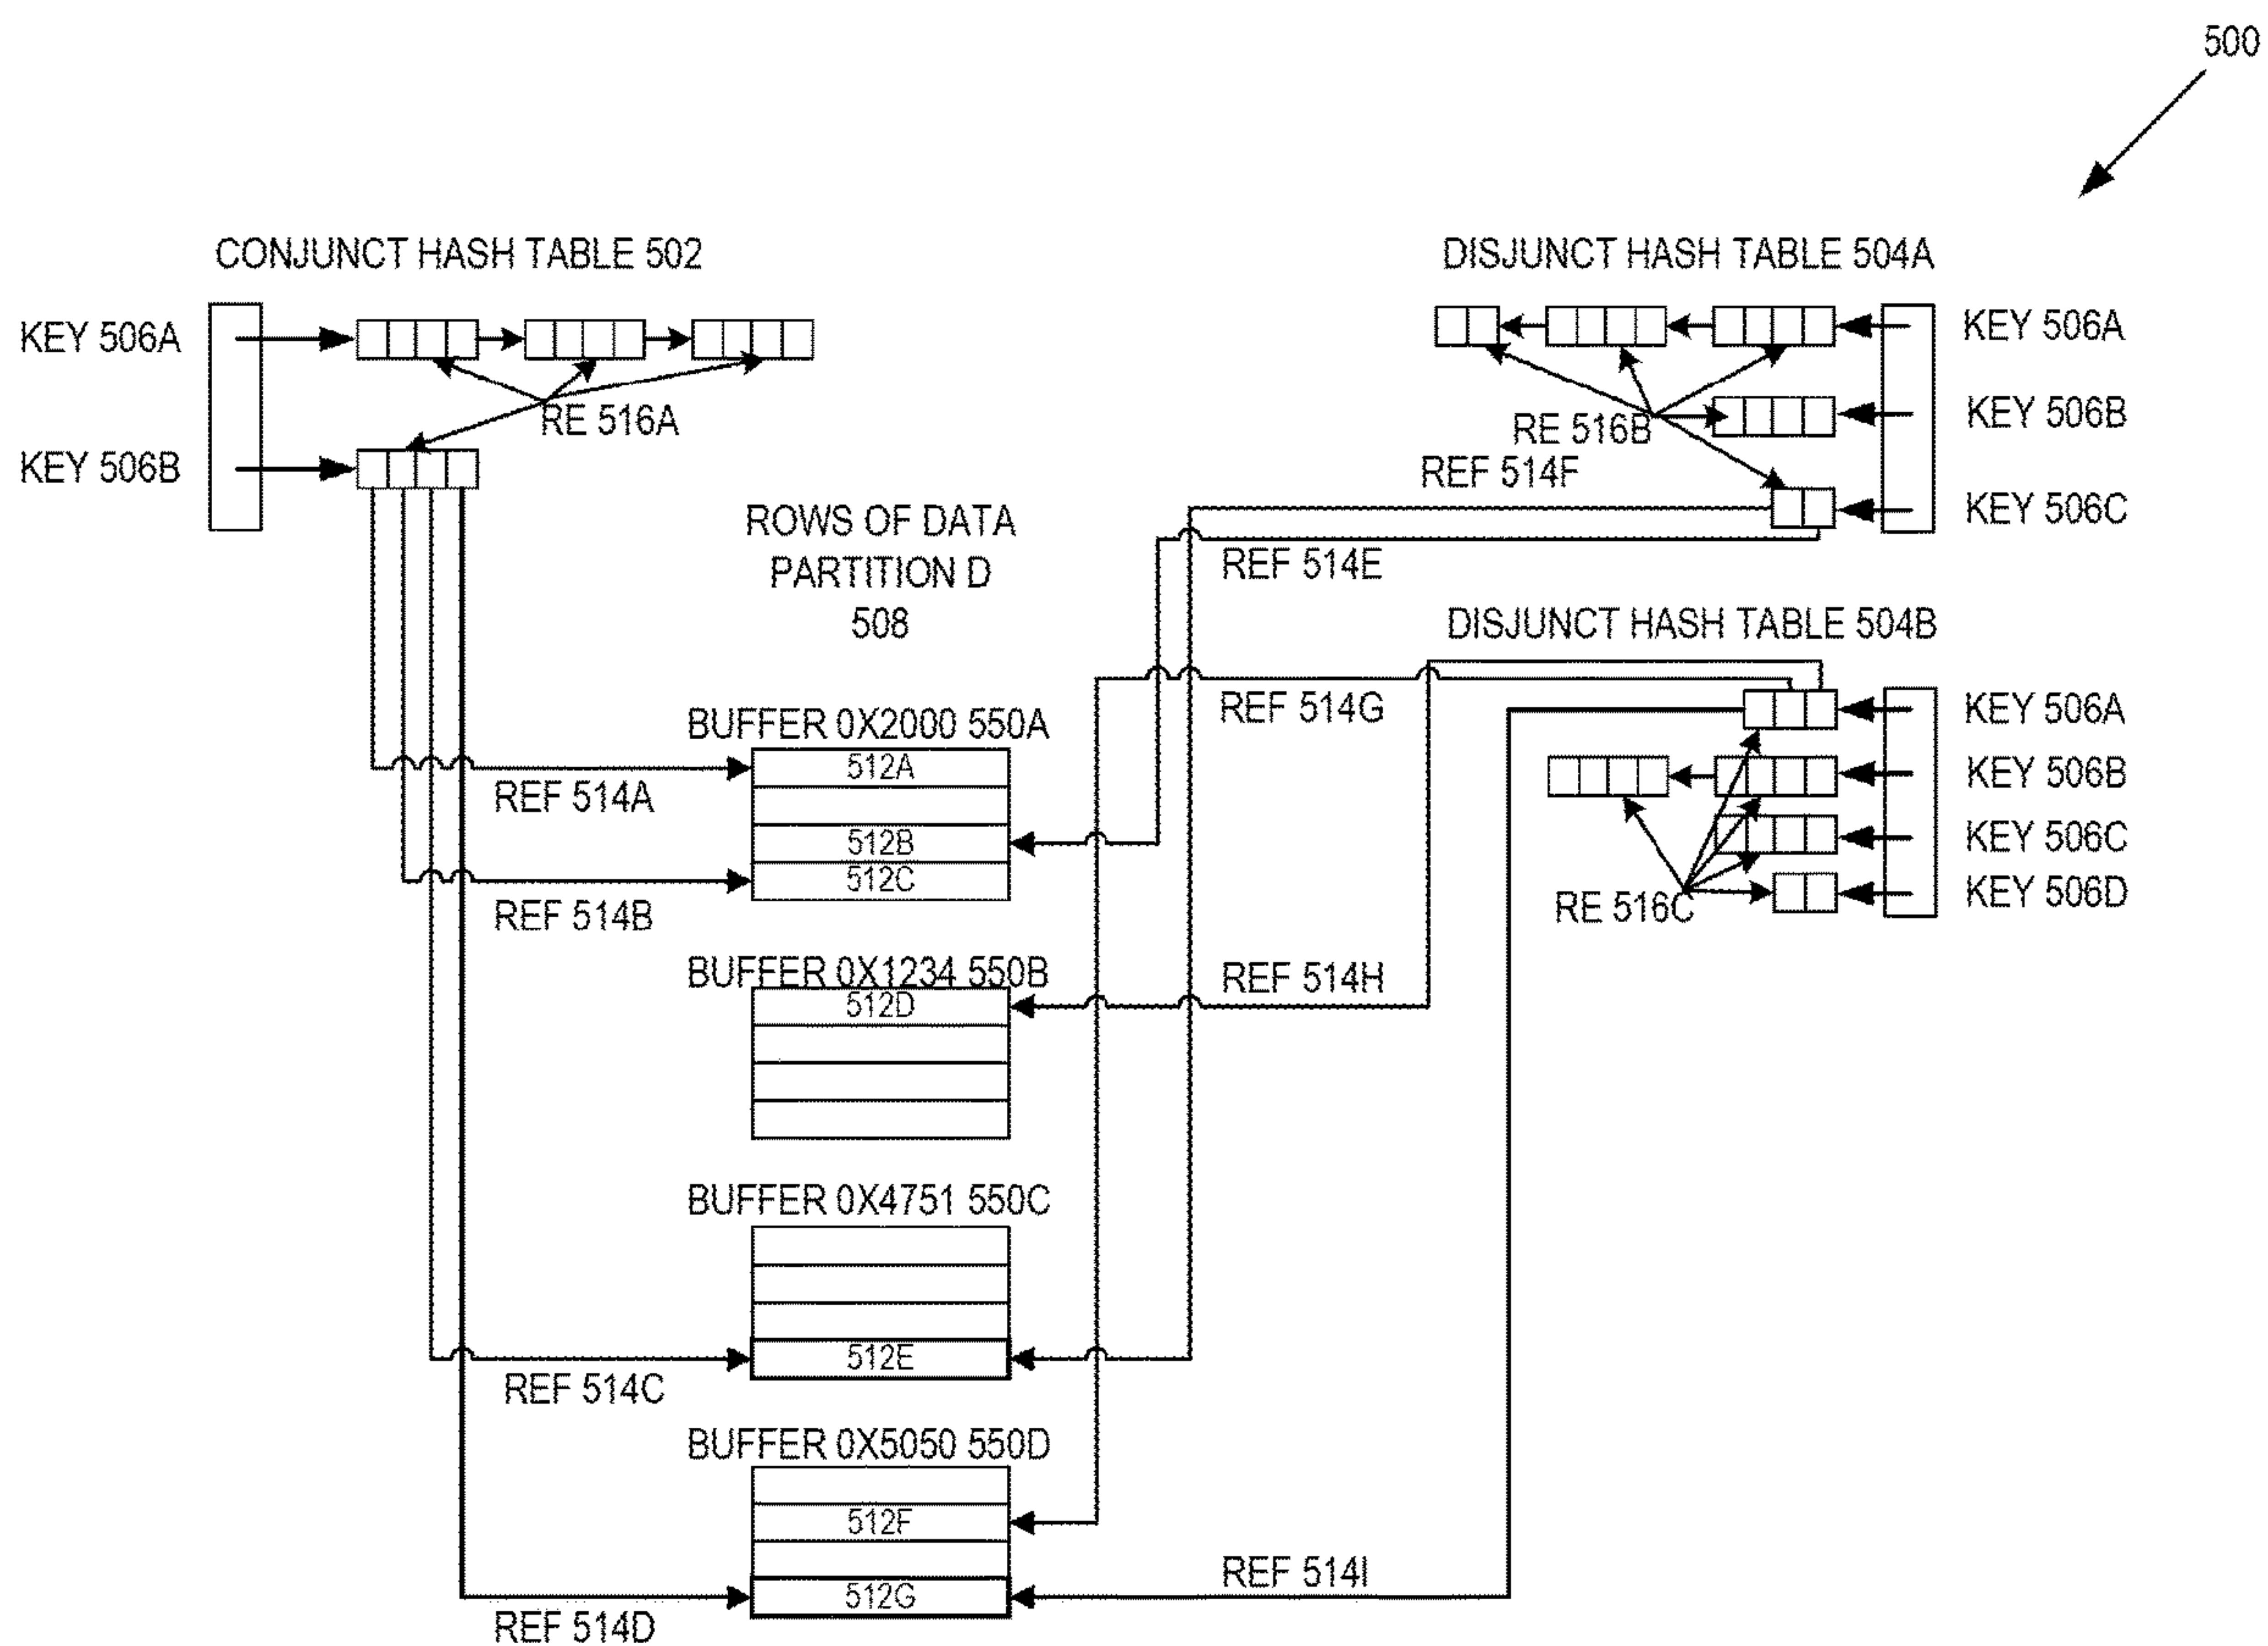 500
CONJUNCT HASH TABLE 502
KEY 506A
RE 516A
KEY 506B
DISJUNCT HASH TABLE 504A
KEY 506A
KEY 506B
RE 516B
REF 514F
KEY 506C
REF 514E
ROWS OF DATA
PARTITION D
508
DISJUNCT HASH TABLE 504B
REF 514G
KEY 506A
KEY 506B
KEY 506C
KEY 506D
RE 516C
BUFFER 0X2000 550A
512A
REF 514A
512B
512C
REF 514B
BUFFER 0X1234 550B
512D
REF 514H
BUFFER 0X4751 550C
512E
REF 514C
BUFFER 0X5050 550D
512F
512G
REF 514I
REF 514D